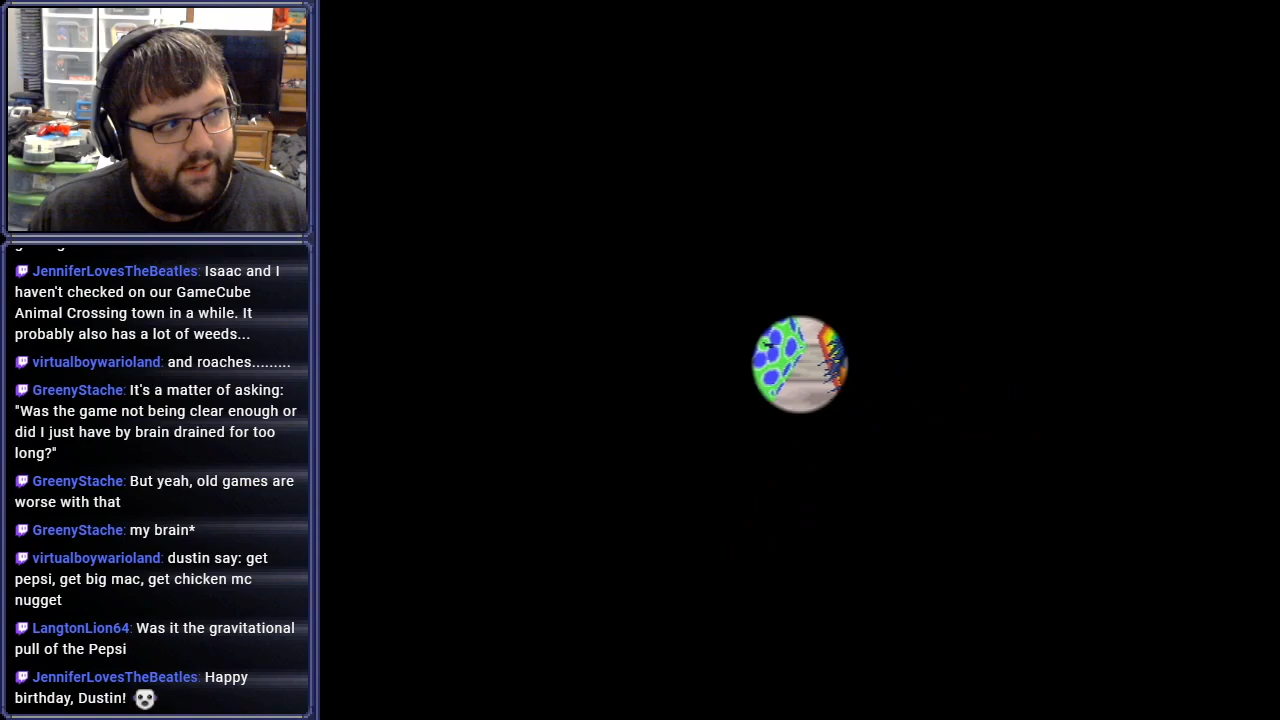 JenniferLovesTheBeatles: Isaac and I
haven't checked on our GameCube
Animal Crossing town in a while. It
probably also has a lot of weeds...
virtualboywarioland: and roaches.........
GreenyStache: It's a matter of asking:
"Was the game not being clear enough or
did I just have by brain drained for too
long?"
GreenyStache: But yeah, old games are
worse with that
GreenyStache: my brain*
virtualboywarioland: dustin say: get
pepsi, get big mac, get chicken mc
nugget
LangtonLion64: Was it the gravitational
pull of the Pepsi
JenniferLovesTheBeatles: Happy
birthday, Dustin!